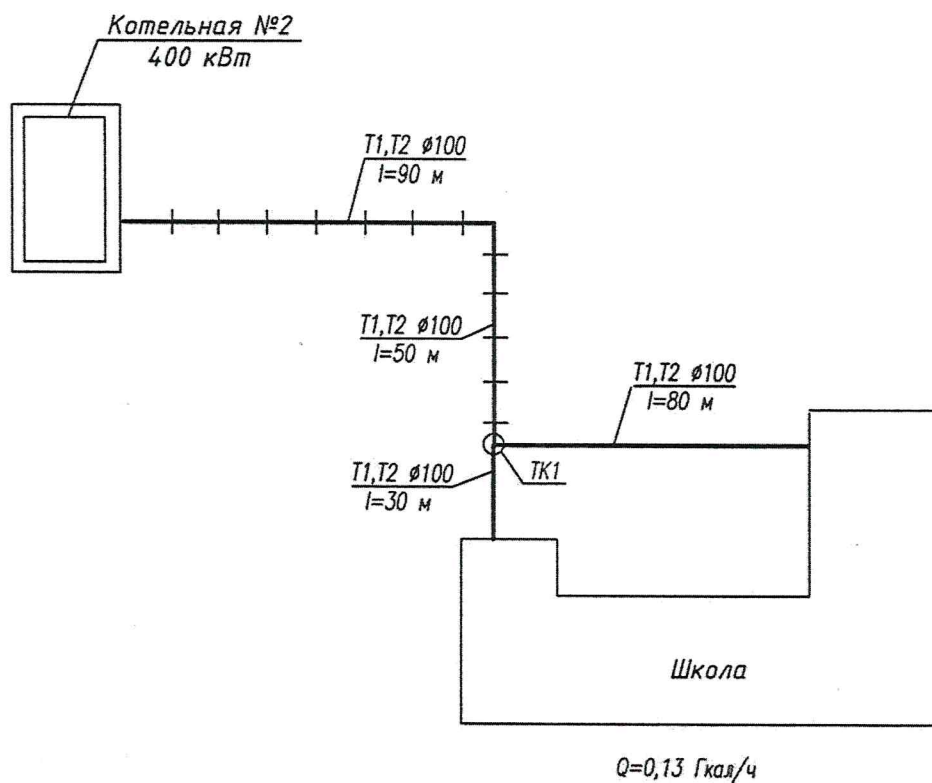 Котельная №2
400 кВт
Т1,Т2 ø100
l=90 м
Т1,Т2 ø100
l=50 м
Т1,Т2 ø100
l=80 м
Т1,Т2 ø100
l=30 м
ТК1
Школа
Q=0,13 Гкал/ч